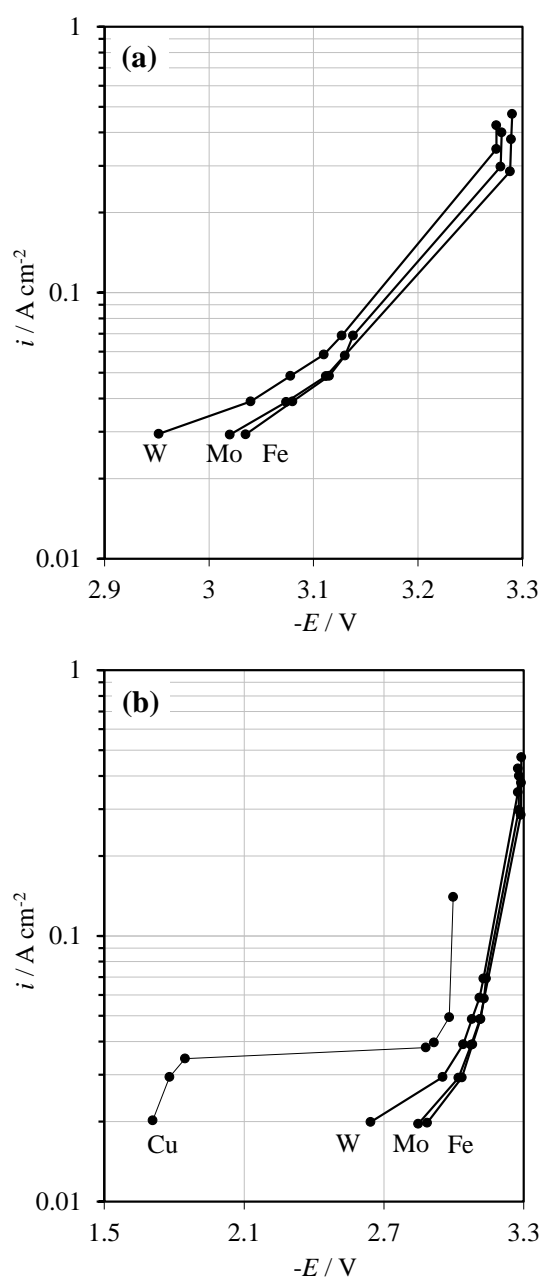 (a)
1
0.1
0.01
i / A cm-2
W Mo Fe
2.9 3 3.1 3.2 3.3
-E / V
(b)
1
0.1
0.01
i / A cm-2
Cu W Mo Fe
1.5 2.1 2.7 3.3
-E / V